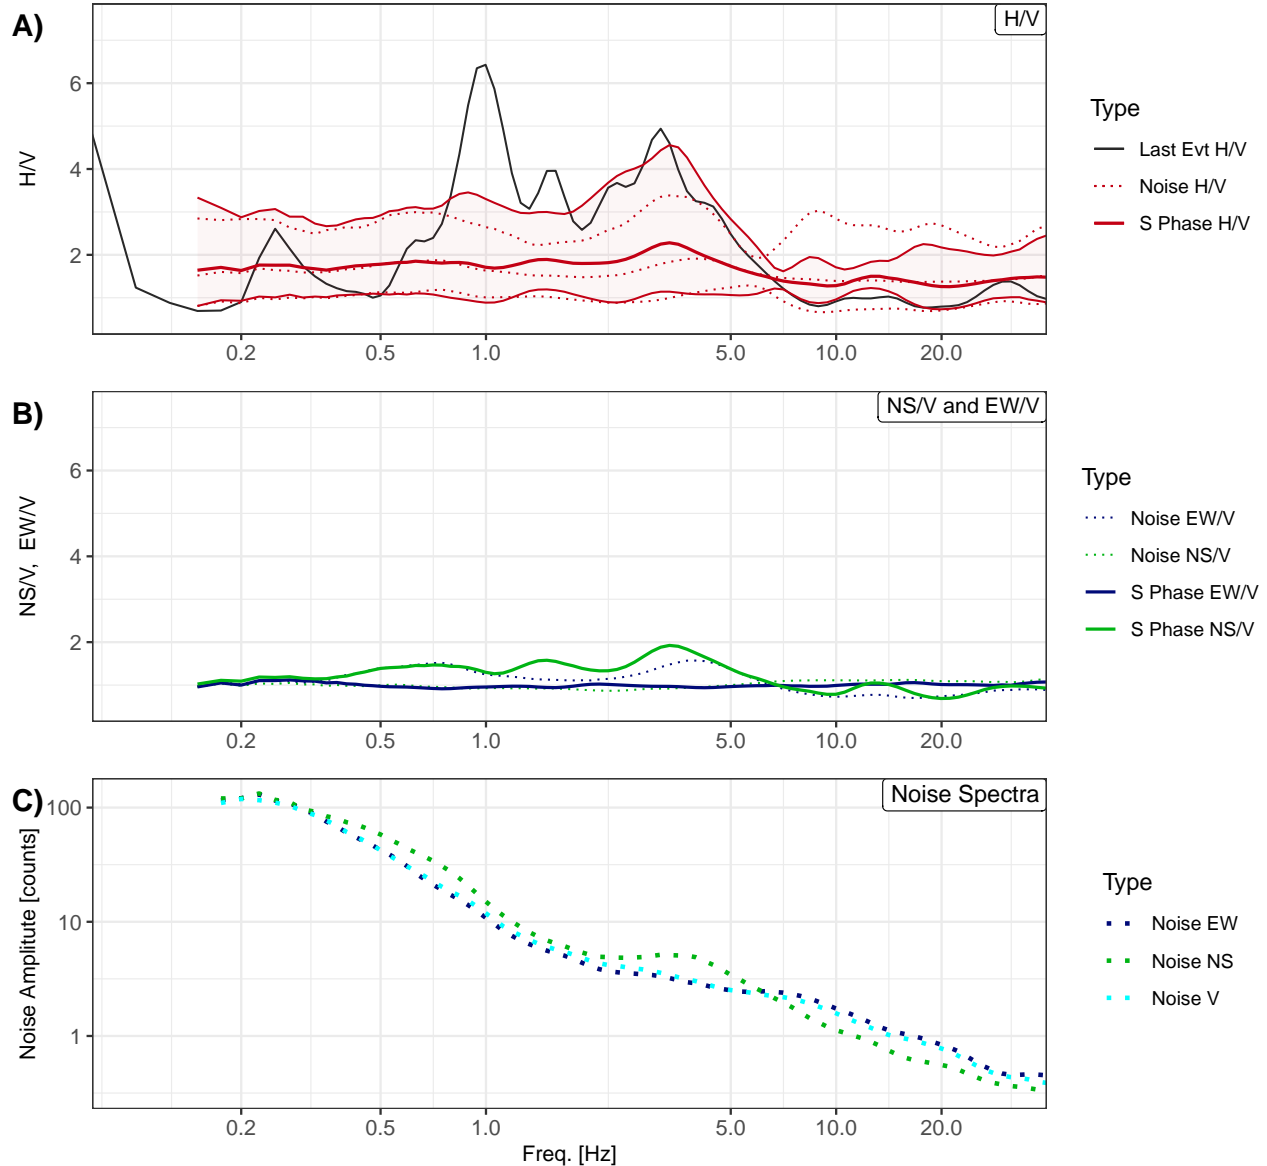 A)
H/V
6
4
2
H/V
0.2 0.5 1.0 5.0 10.0 20.0
Type
Last Evt H/V
Noise H/V
S Phase H/V
B)
NS/V and EW/V
6
4
2
NS/V, EW/V
0.2 0.5 1.0 5.0 10.0 20.0
Type
Noise EW/V
Noise NS/V
S Phase EW/V
S Phase NS/V
C)
Noise Spectra
100
10
1
Noise Amplitute [counts]
0.2 0.5 1.0 5.0 10.0 20.0
Freq. [Hz]
Type
Noise EW
Noise NS
Noise V